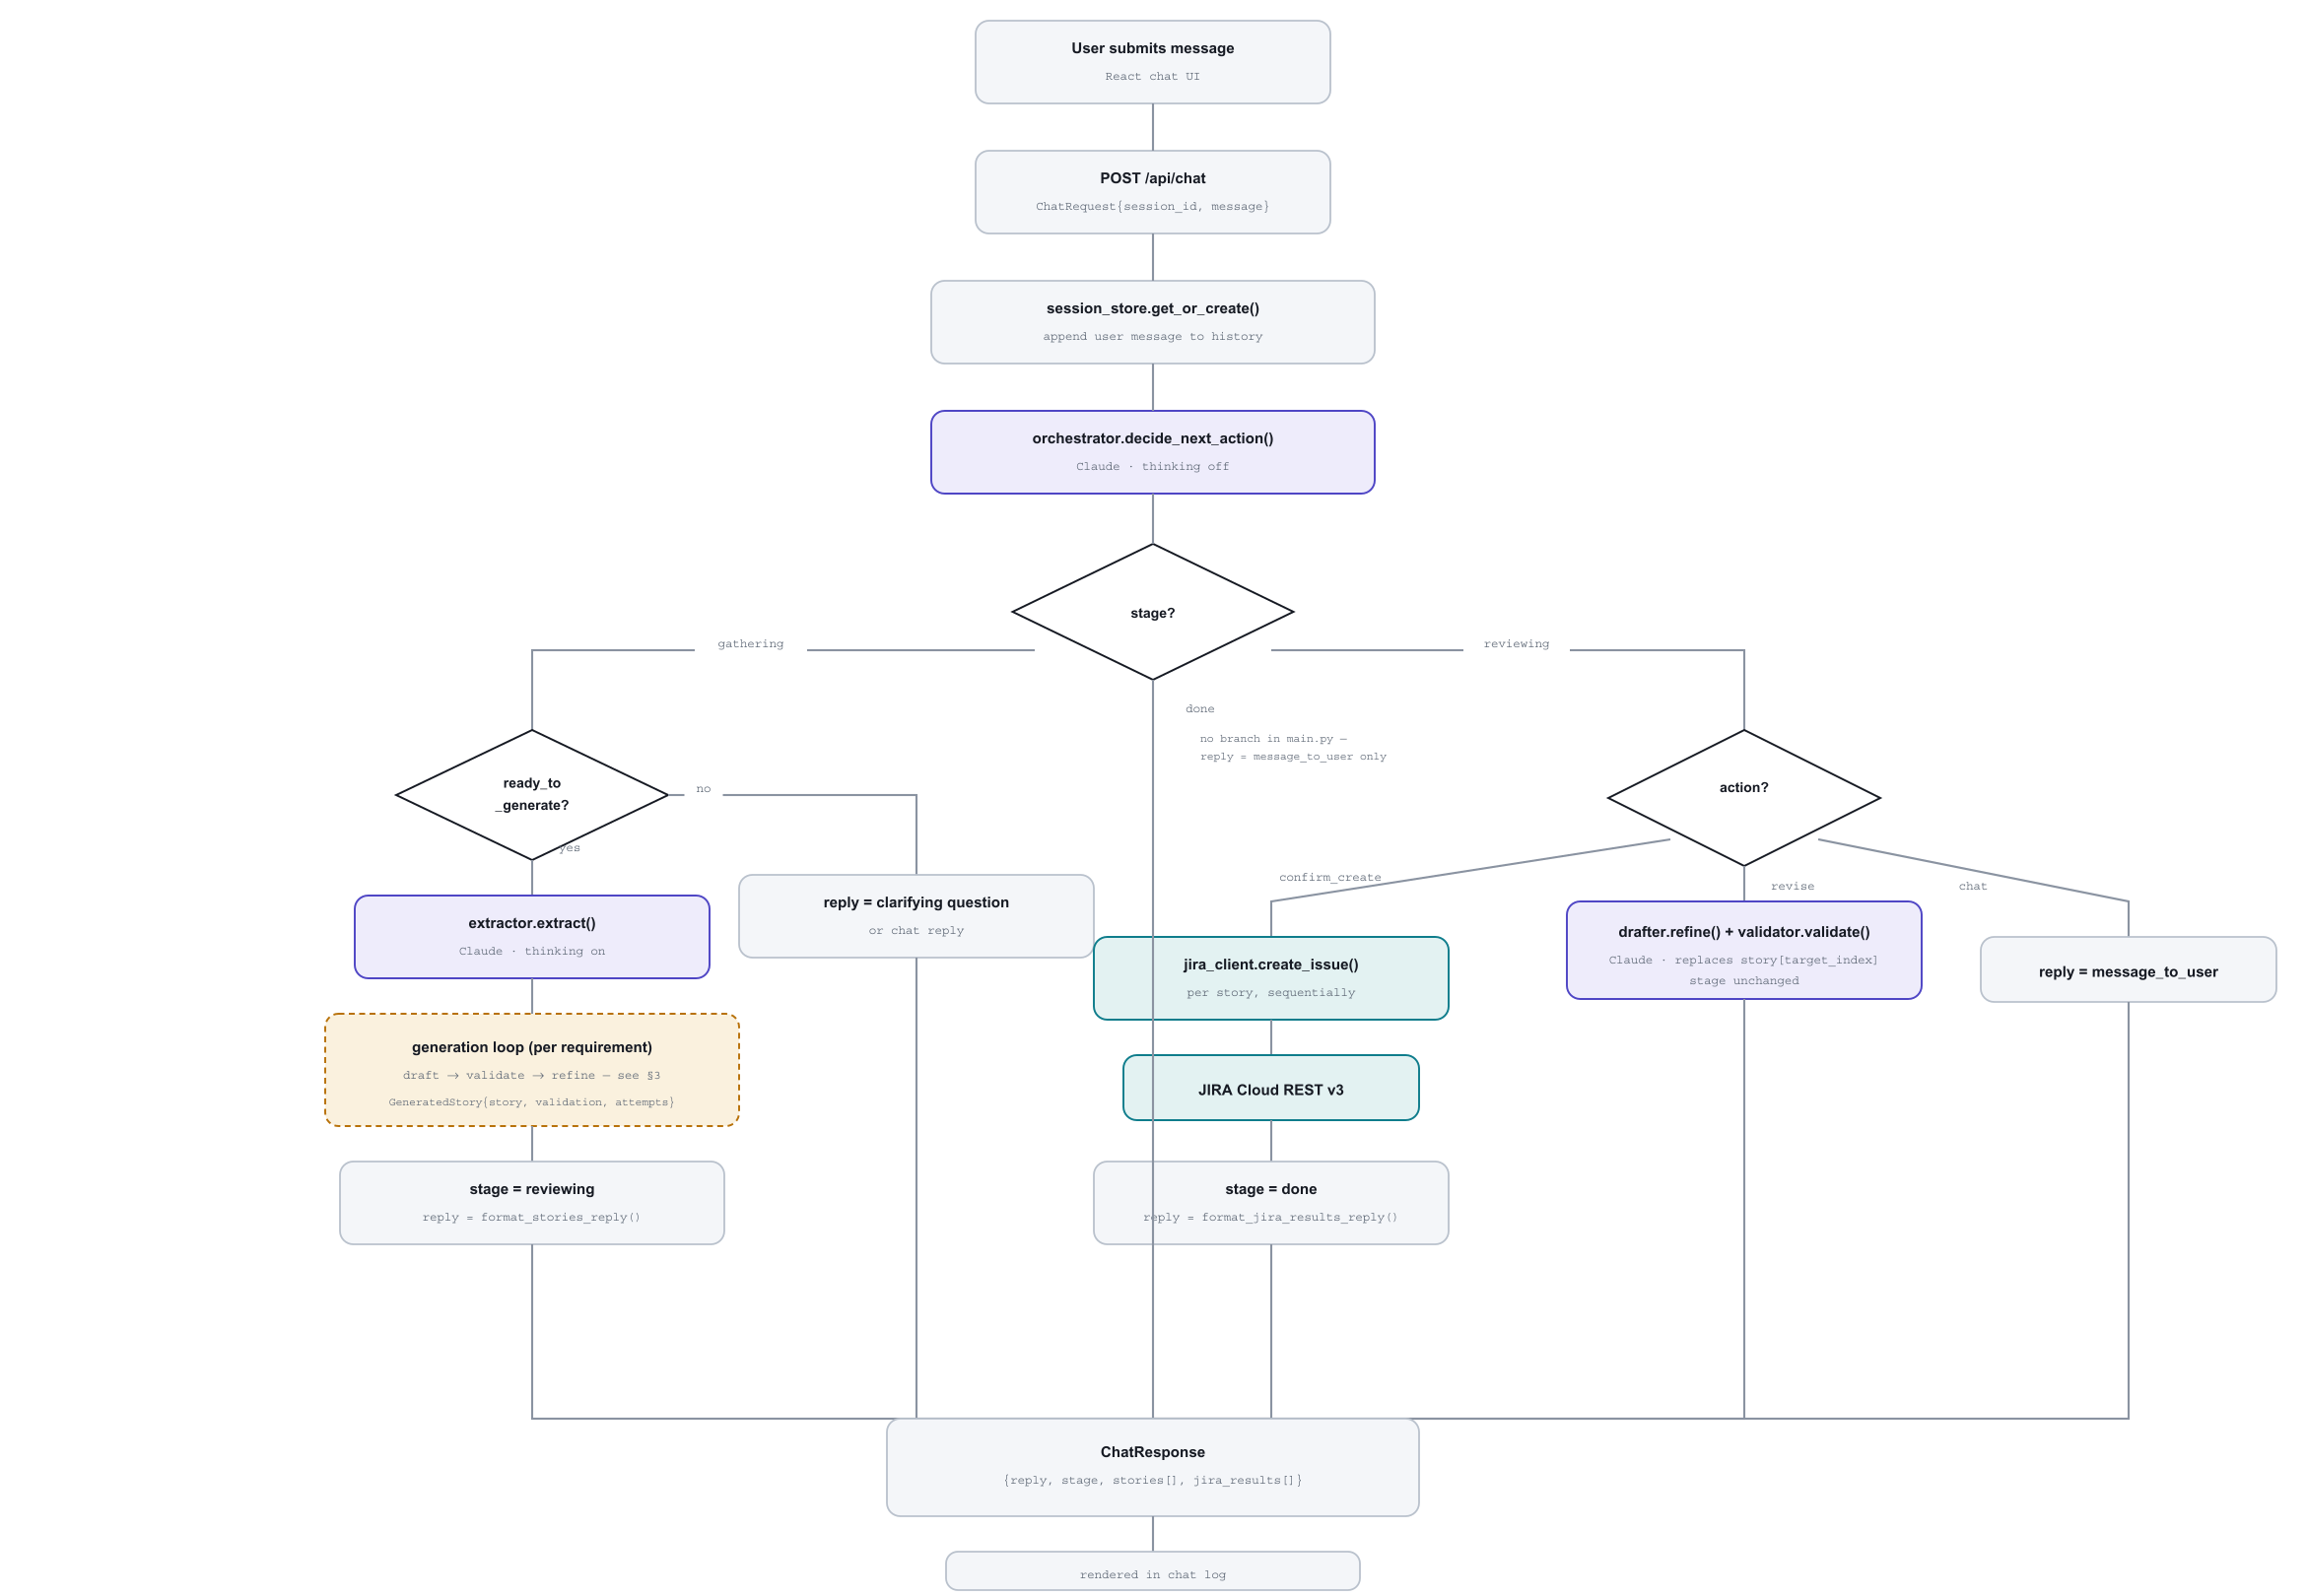 User submits message
React chat UI
POST /api/chat
ChatRequest{session_id, message}
session_store.get_or_create()
append user message to history
orchestrator.decide_next_action()
Claude · thinking off
stage?
gathering
reviewing
done
no branch in main.py —
reply = message_to_user only
ready_to
_generate?
no
yes
action?
confirm_create
revise
chat
extractor.extract()
Claude · thinking on
reply = clarifying question
or chat reply
jira_client.create_issue()
per story, sequentially
drafter.refine() + validator.validate()
Claude · replaces story[target_index]
stage unchanged
reply = message_to_user
generation loop (per requirement)
draft → validate → refine — see §3
GeneratedStory{story, validation, attempts}
JIRA Cloud REST v3
stage = reviewing
reply = format_stories_reply()
stage = done
reply = format_jira_results_reply()
ChatResponse
{reply, stage, stories[], jira_results[]}
rendered in chat log